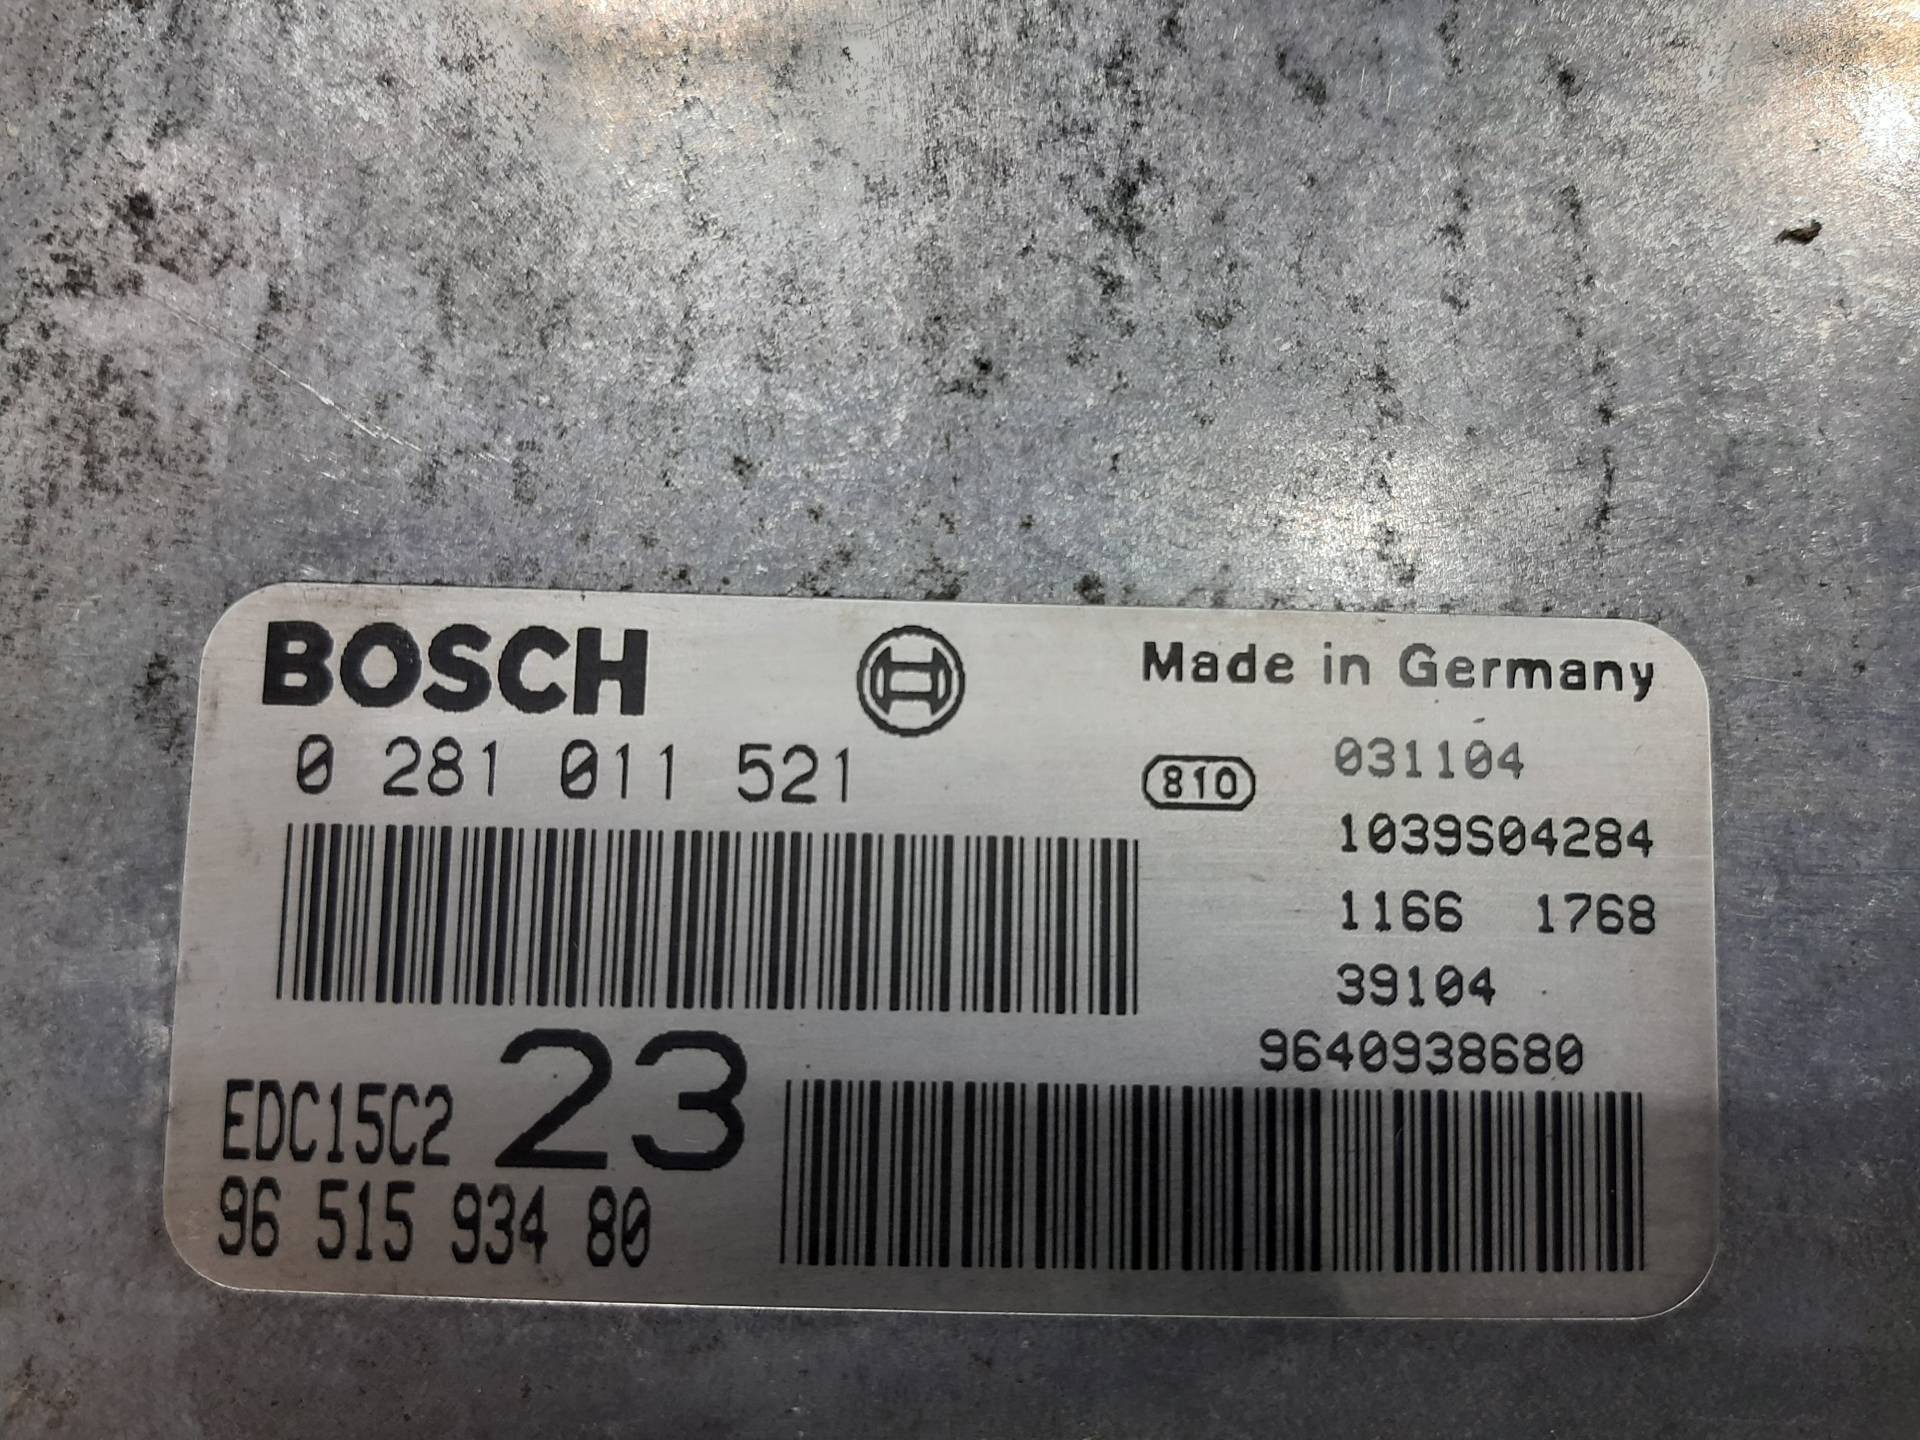 BOSCH
Made in Germany
0 281 011 521
810
031104
1039S04284
1166 1768
39104
9640938680
EDC15C2 23
96 515 934 80